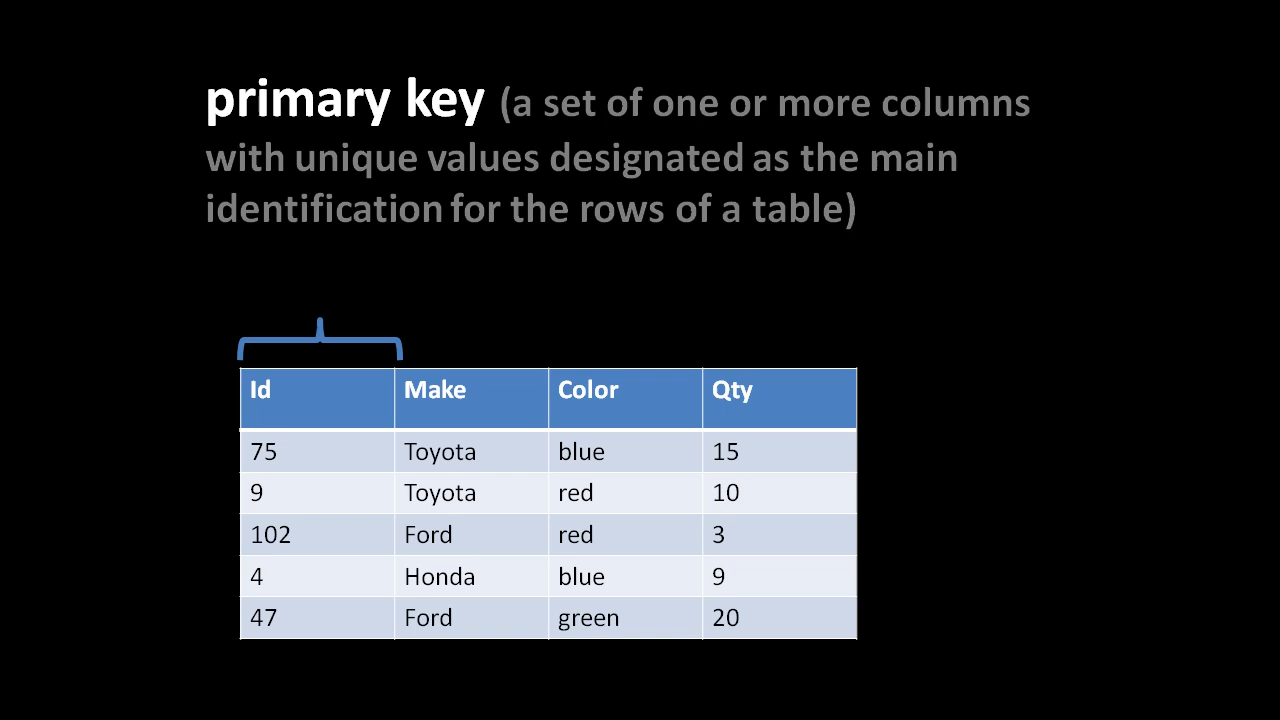 primary key (a set of one or more columns
with unique values designated as the main
identification for the rows of a table)
Id Make Color Qty
75 Toyota blue 15
9 Toyota red 10
102 Ford red 3
4 Honda blue 9
47 Ford green 20